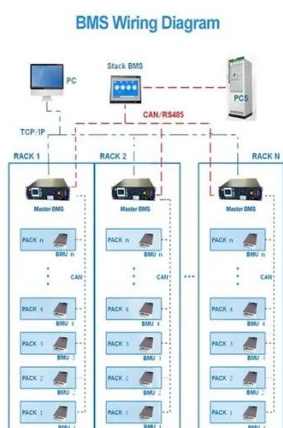 BMS Wiring Diagram
PC
Stack BMS
PCS
CAN/RS485
TCP/IP
RACK 1
RACK 2
RACK N
Master BMS
Master BMS
Master BMS
PACK n
PACK n
PACK n
BMU n
BMU n
BMU n
CAN
CAN
CAN
PACK 4
PACK 4
PACK 4
BMU 4
BMU 4
BMU 4
PACK 3
PACK 3
PACK 3
BMU 3
BMU 3
BMU 3
PACK 2
PACK 2
PACK 2
BMU 2
BMU 2
BMU 2
PACK 1
PACK 1
PACK 1